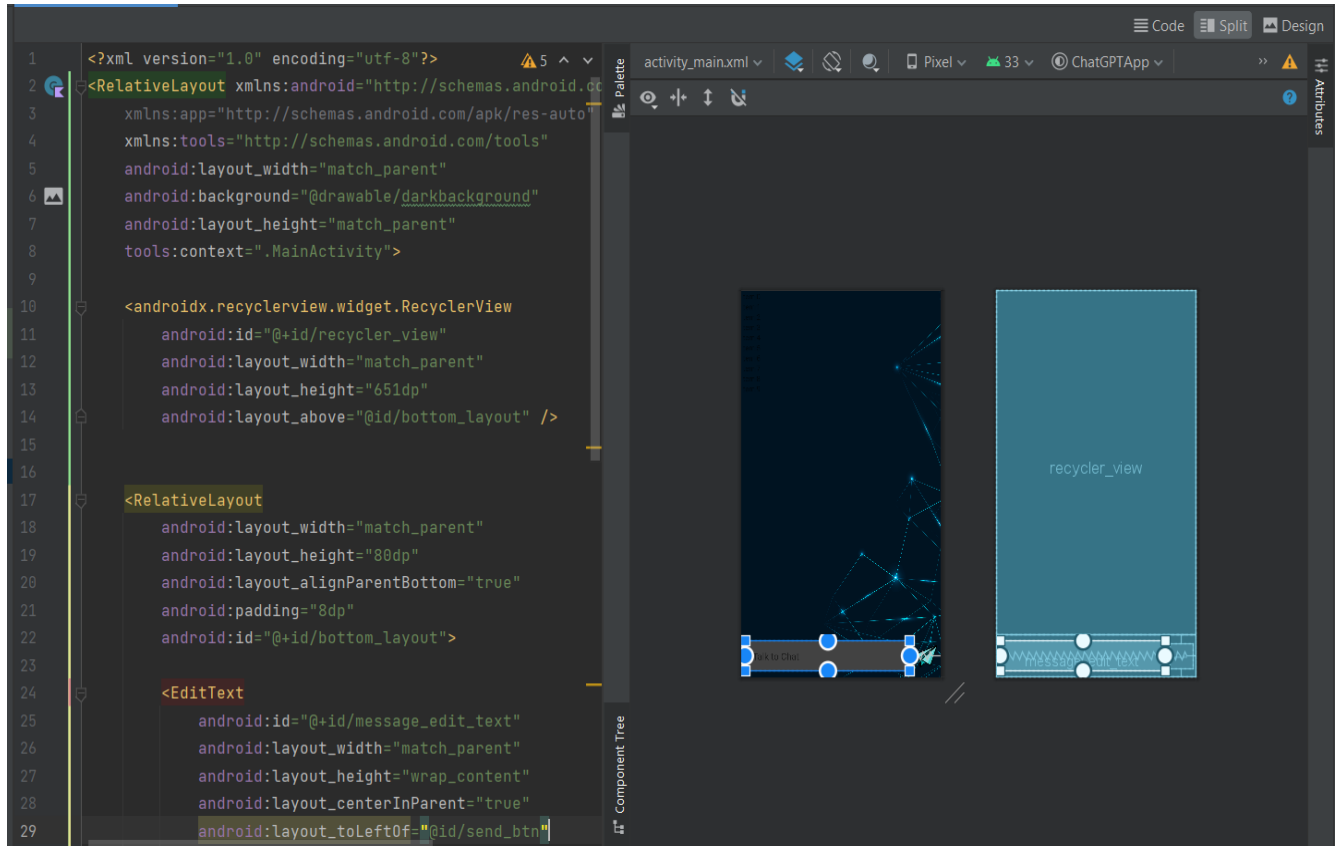 Code Split Design
1 <?xml version="1.0" encoding="utf-8"?> 5
2 <RelativeLayout xmlns:android="http://schemas.android.co
3 xmlns:app="http://schemas.android.com/apk/res-auto"
4 xmlns:tools="http://schemas.android.com/tools"
5 android:layout_width="match_parent"
6 android:background="@drawable/darkbackground"
7 android:layout_height="match_parent"
8 tools:context=".MainActivity">
9
10 <androidx.recyclerview.widget.RecyclerView
11 android:id="@+id/recycler_view"
12 android:layout_width="match_parent"
13 android:layout_height="651dp"
14 android:layout_above="@id/bottom_layout" />
15
16
17 <RelativeLayout
18 android:layout_width="match_parent"
19 android:layout_height="80dp"
20 android:layout_alignParentBottom="true"
21 android:padding="8dp"
22 android:id="@+id/bottom_layout">
23
24 <EditText
25 android:id="@+id/message_edit_text"
26 android:layout_width="match_parent"
27 android:layout_height="wrap_content"
28 android:layout_centerInParent="true"
29 android:layout_toLeftOf="@id/send_btn"
Palette
Component Tree
activity_main.xml Pixel 33 ChatGPTApp
Attributes
recycler_view
Talk to Chat
message_edit_text